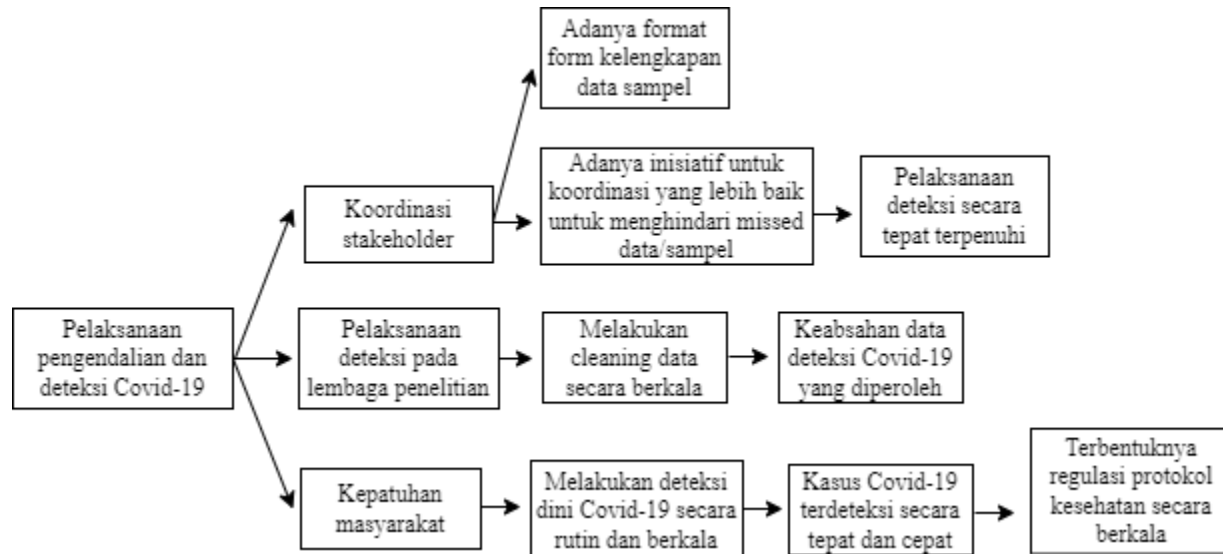 Adanya format
form kelengkapan
data sampel
Koordinasi
stakeholder
Adanya inisiatif untuk
koordinasi yang lebih baik
untuk menghindari missed
data/sampel
Pelaksanaan
deteksi secara
tepat terpenuhi
Pelaksanaan
pengendalian dan
deteksi Covid-19
Pelaksanaan
deteksi pada
lembaga penelitian
Melakukan
cleaning data
secara berkala
Keabsahan data
deteksi Covid-19
yang diperoleh
Kepatuhan
masyarakat
Melakukan deteksi
dini Covid-19 secara
rutin dan berkala
Kasus Covid-19
terdeteksi secara
tepat dan cepat
Terbentuknya
regulasi protokol
kesehatan secara
berkala